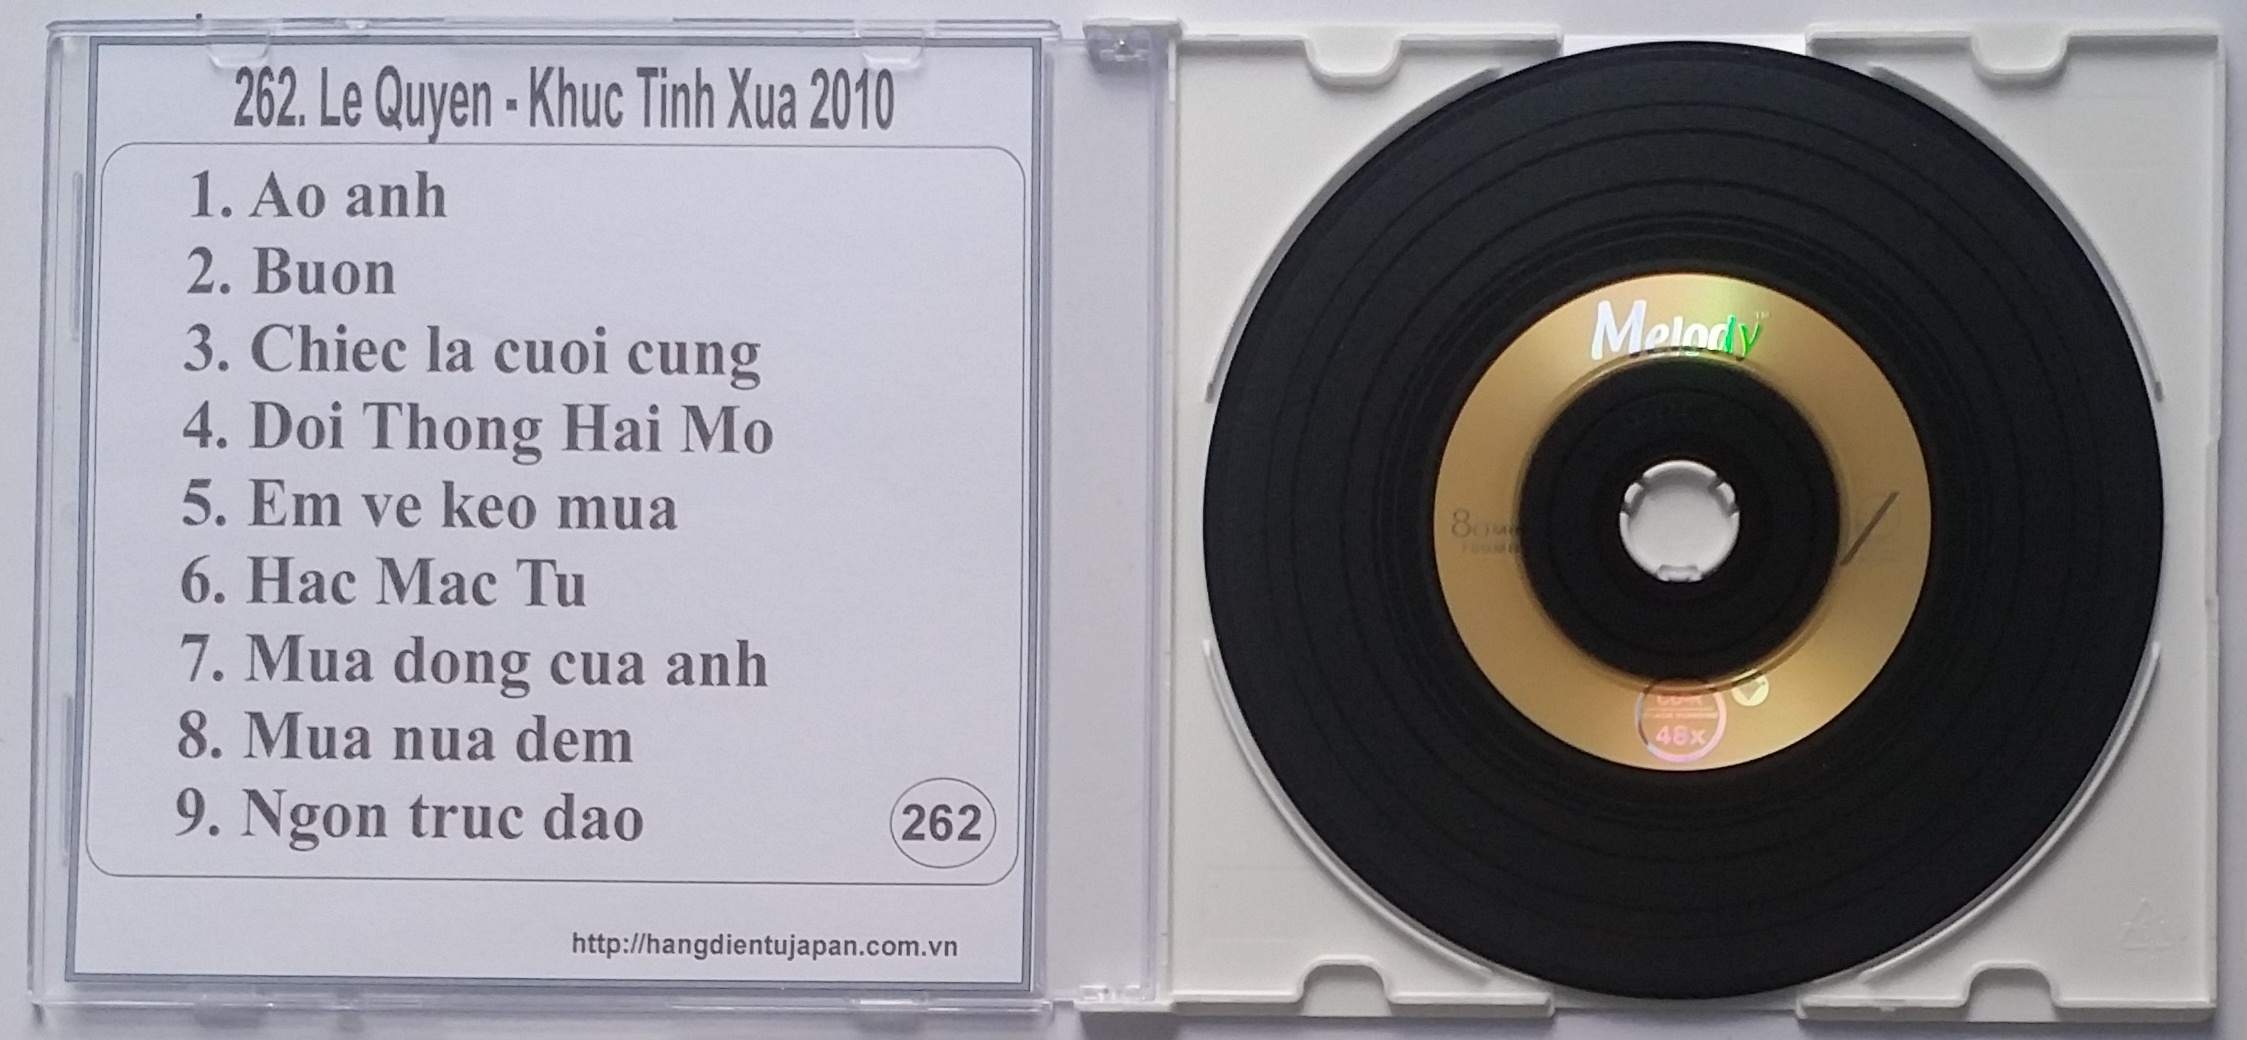 262. Le Quyen - Khuc Tinh Xua 2010
1. Ao anh
2. Buon
3. Chiec la cuoi cung
4. Doi Thong Hai Mo
5. Em ve keo mua
6. Hac Mac Tu
7. Mua dong cua anh
8. Mua nua dem
9. Ngon truc dao
262
http://hangdientujapan.com.vn
Melody™
48x